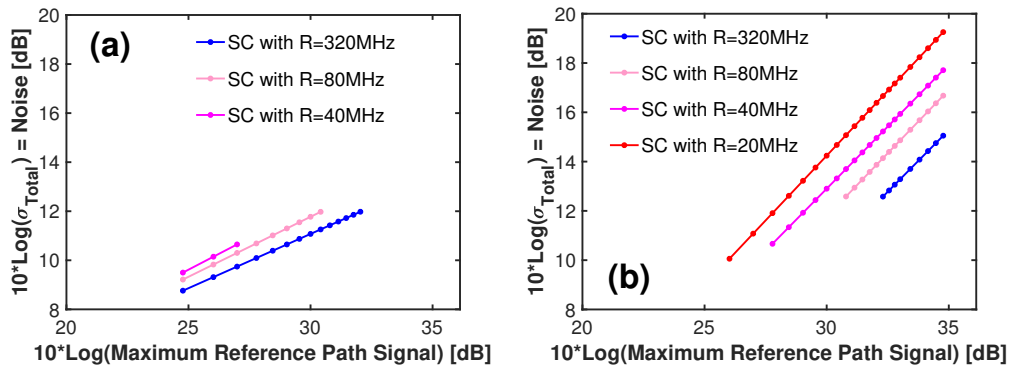 (a)
SC with R=320MHz
SC with R=80MHz
SC with R=40MHz
10*Log(σTotal) = Noise [dB]
20
18
16
14
12
10
8
20 25 30 35
10*Log(Maximum Reference Path Signal) [dB]
(b)
SC with R=320MHz
SC with R=80MHz
SC with R=40MHz
SC with R=20MHz
10*Log(σTotal) = Noise [dB]
20
18
16
14
12
10
8
20 25 30 35
10*Log(Maximum Reference Path Signal) [dB]